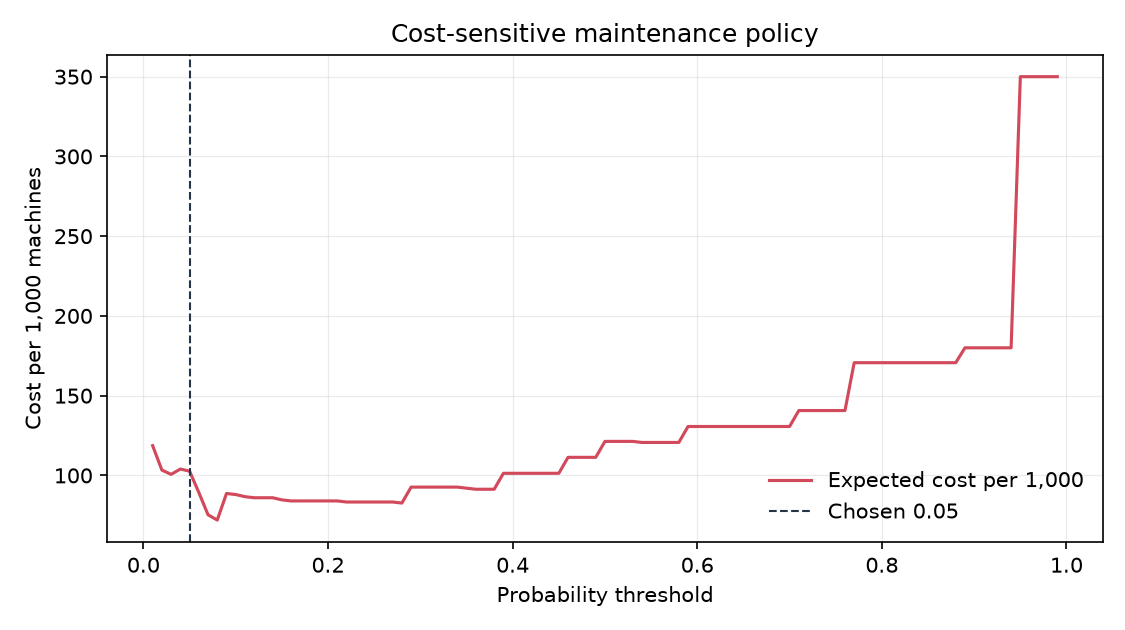 Cost-sensitive maintenance policy
Cost per 1,000 machines
350
300
250
200
150
100
Expected cost per 1,000
Chosen 0.05
0.0 0.2 0.4 0.6 0.8 1.0
Probability threshold